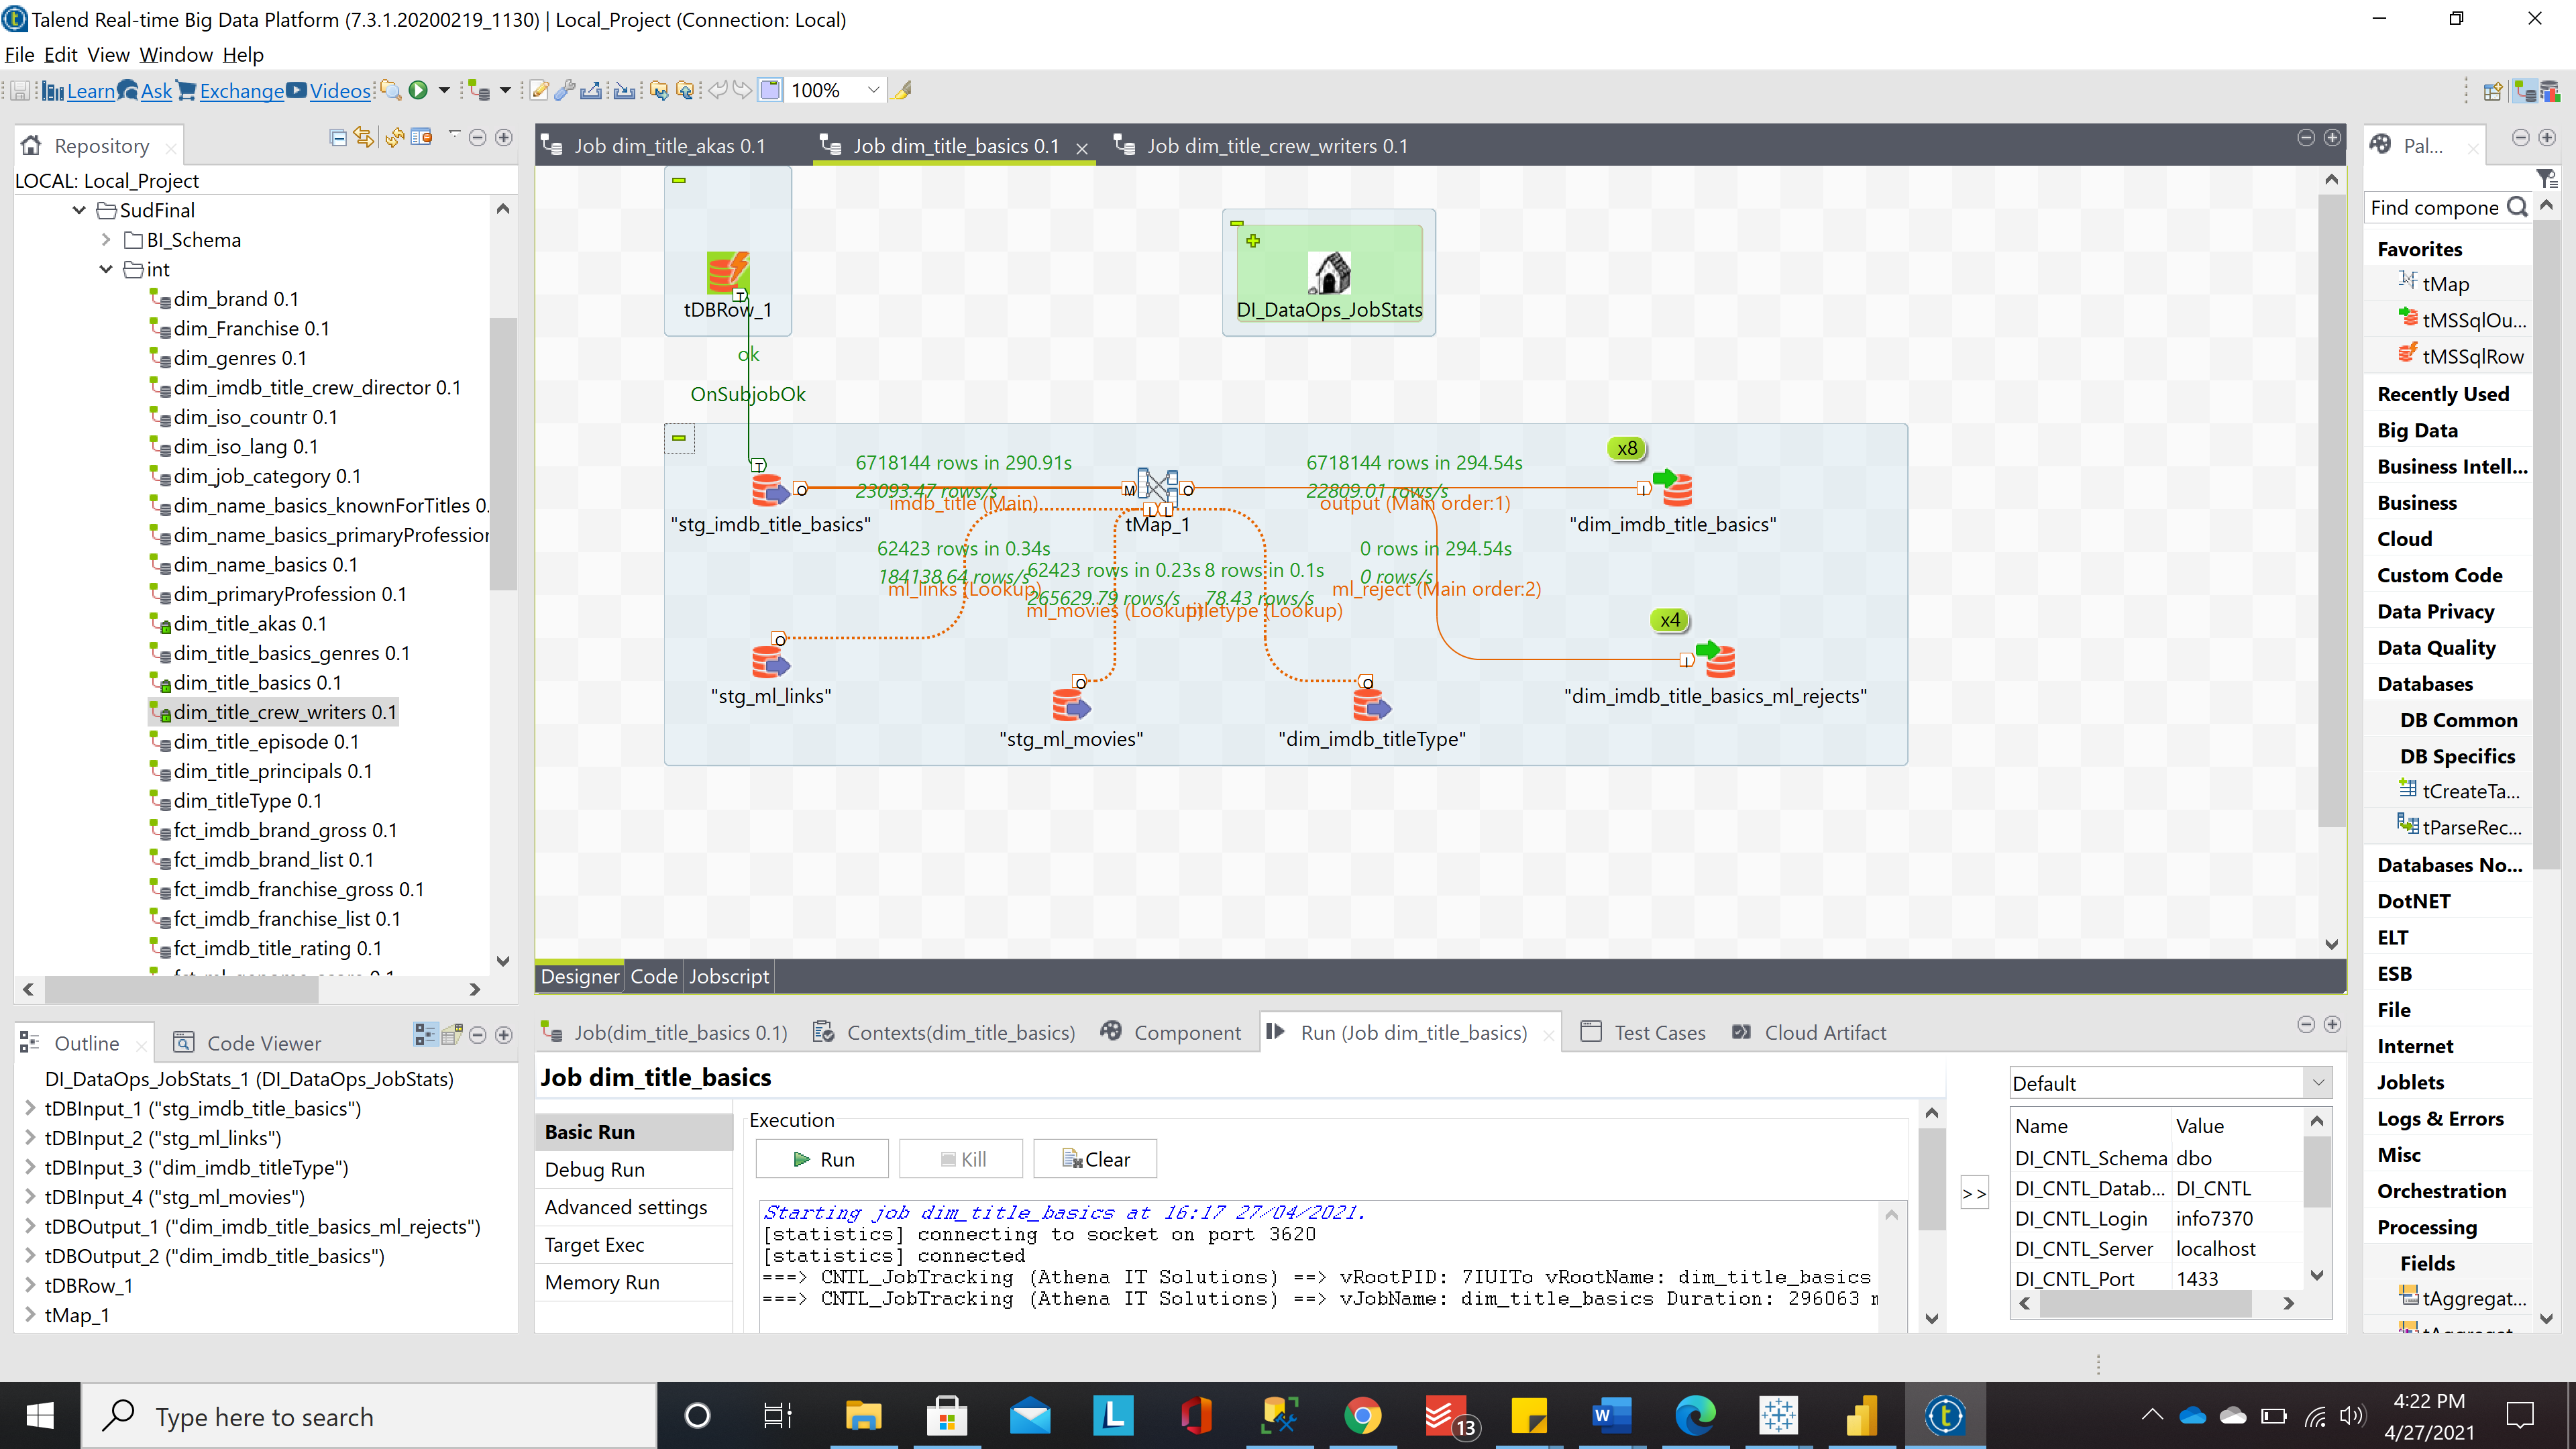 Talend Real-time Big Data Platform (7.3.1.20200219_1130) | Local_Project (Connection: Local)
File Edit View Window Help
Learn Ask Exchange Videos 100%
Repository
LOCAL: Local_Project
SudFinal
BI_Schema
int
dim_brand 0.1
dim_Franchise 0.1
dim_genres 0.1
dim_imdb_title_crew_director 0.1
dim_iso_countr 0.1
dim_iso_lang 0.1
dim_job_category 0.1
dim_name_basics_knownForTitles 0.
dim_name_basics_primaryProfession
dim_name_basics 0.1
dim_primaryProfession 0.1
dim_title_akas 0.1
dim_title_basics_genres 0.1
dim_title_basics 0.1
dim_title_crew_writers 0.1
dim_title_episode 0.1
dim_title_principals 0.1
dim_titleType 0.1
fct_imdb_brand_gross 0.1
fct_imdb_brand_list 0.1
fct_imdb_franchise_gross 0.1
fct_imdb_franchise_list 0.1
fct_imdb_title_rating 0.1
Job dim_title_akas 0.1
Job dim_title_basics 0.1
Job dim_title_crew_writers 0.1
tDBRow_1
DI_DataOps_JobStats
ok
OnSubjobOk
6718144 rows in 290.91s
23093.47 rows/s
imdb_title (Main)
6718144 rows in 294.54s
22809.01 rows/s
output (Main order:1)
x8
"stg_imdb_title_basics"
tMap_1
"dim_imdb_title_basics"
62423 rows in 0.34s
184138.64 rows/s
ml_links (Lookup)
62423 rows in 0.23s
265629.79 rows/s
ml_movies (Lookup)
8 rows in 0.1s
78.43 rows/s
titletype (Lookup)
0 rows in 294.54s
0 rows/s
ml_reject (Main order:2)
x4
"stg_ml_links"
"stg_ml_movies"
"dim_imdb_titleType"
"dim_imdb_title_basics_ml_rejects"
Designer Code Jobscript
Pal...
Find compone
Favorites
tMap
tMSSqlOu...
tMSSqlRow
Recently Used
Big Data
Business Intell...
Business
Cloud
Custom Code
Data Privacy
Data Quality
Databases
DB Common
DB Specifics
tCreateTa...
tParseRec...
Databases No...
DotNET
ELT
ESB
File
Internet
Joblets
Logs & Errors
Misc
Orchestration
Processing
Fields
tAggregat...
Outline
Code Viewer
DI_DataOps_JobStats_1 (DI_DataOps_JobStats)
tDBInput_1 ("stg_imdb_title_basics")
tDBInput_2 ("stg_ml_links")
tDBInput_3 ("dim_imdb_titleType")
tDBInput_4 ("stg_ml_movies")
tDBOutput_1 ("dim_imdb_title_basics_ml_rejects")
tDBOutput_2 ("dim_imdb_title_basics")
tDBRow_1
tMap_1
Job(dim_title_basics 0.1)
Contexts(dim_title_basics)
Component
Run (Job dim_title_basics)
Test Cases
Cloud Artifact
Job dim_title_basics
Basic Run
Debug Run
Advanced settings
Target Exec
Memory Run
Execution
Run
Kill
Clear
Starting job dim_title_basics at 16:17 27/04/2021.
[statistics] connecting to socket on port 3620
[statistics] connected
===> CNTL_JobTracking (Athena IT Solutions) ==> vRootPID: 7IUITo vRootName: dim_title_basics
===> CNTL_JobTracking (Athena IT Solutions) ==> vJobName: dim_title_basics Duration: 296063
>>
Default
Name Value
DI_CNTL_Schema dbo
DI_CNTL_Datab... DI_CNTL
DI_CNTL_Login info7370
DI_CNTL_Server localhost
DI_CNTL_Port 1433
Type here to search
13
4:22 PM
4/27/2021